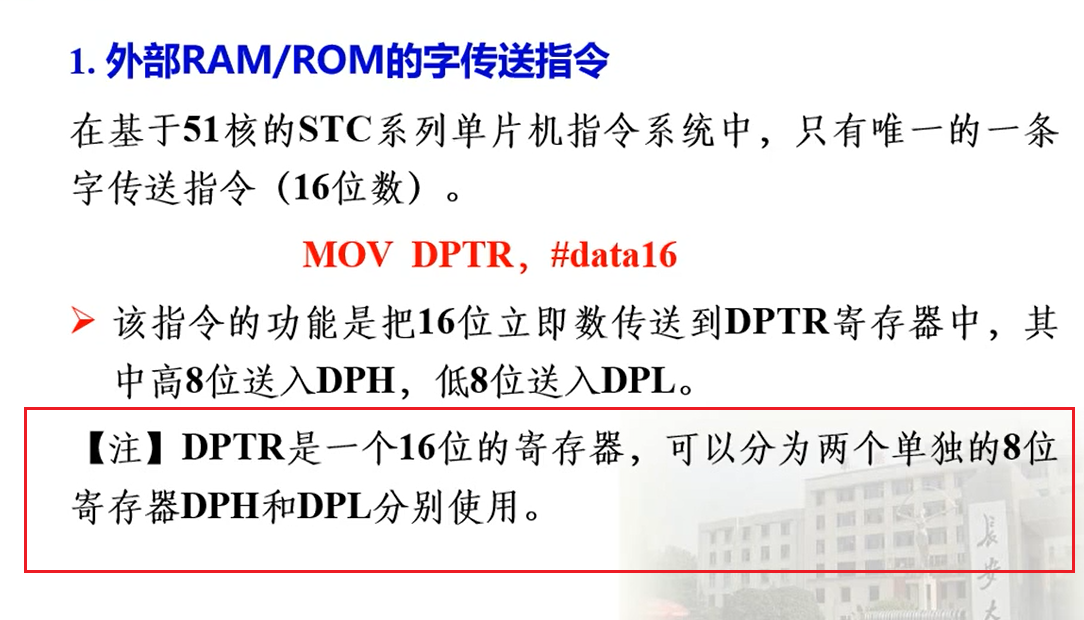 1. 外部RAM/ROM的字传送指令
在基于51核的STC系列单片机指令系统中，只有唯一的一条
字传送指令（16位数）。
MOV DPTR，#data16
➢ 该指令的功能是把16位立即数传送到DPTR寄存器中，其
中高8位送入DPH，低8位送入DPL。
【注】DPTR是一个16位的寄存器，可以分为两个单独的8位
寄存器DPH和DPL分别使用。
长安大